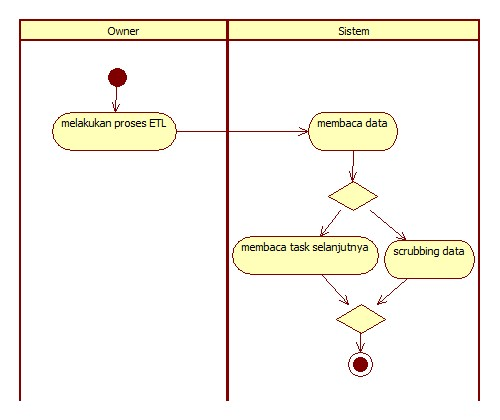 Owner
Sistem
melakukan proses ETL
membaca data
membaca task selanjutnya
scrubbing data